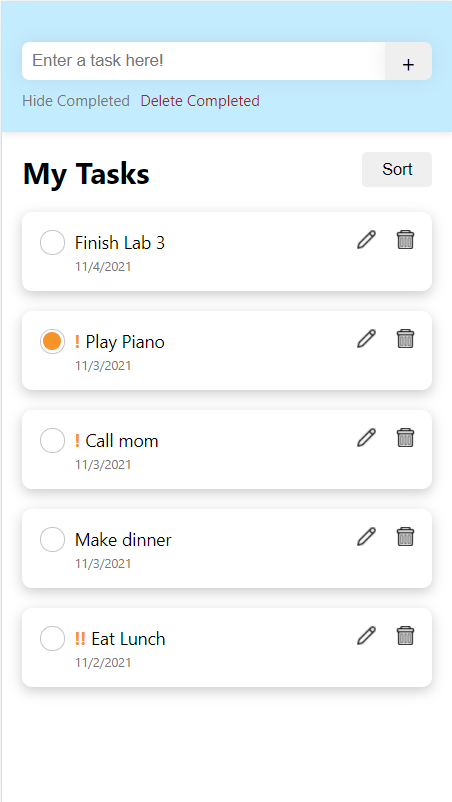 Enter a task here! +
Hide Completed Delete Completed
My Tasks Sort
Finish Lab 3
11/4/2021
! Play Piano
11/3/2021
! Call mom
11/3/2021
Make dinner
11/3/2021
!! Eat Lunch
11/2/2021